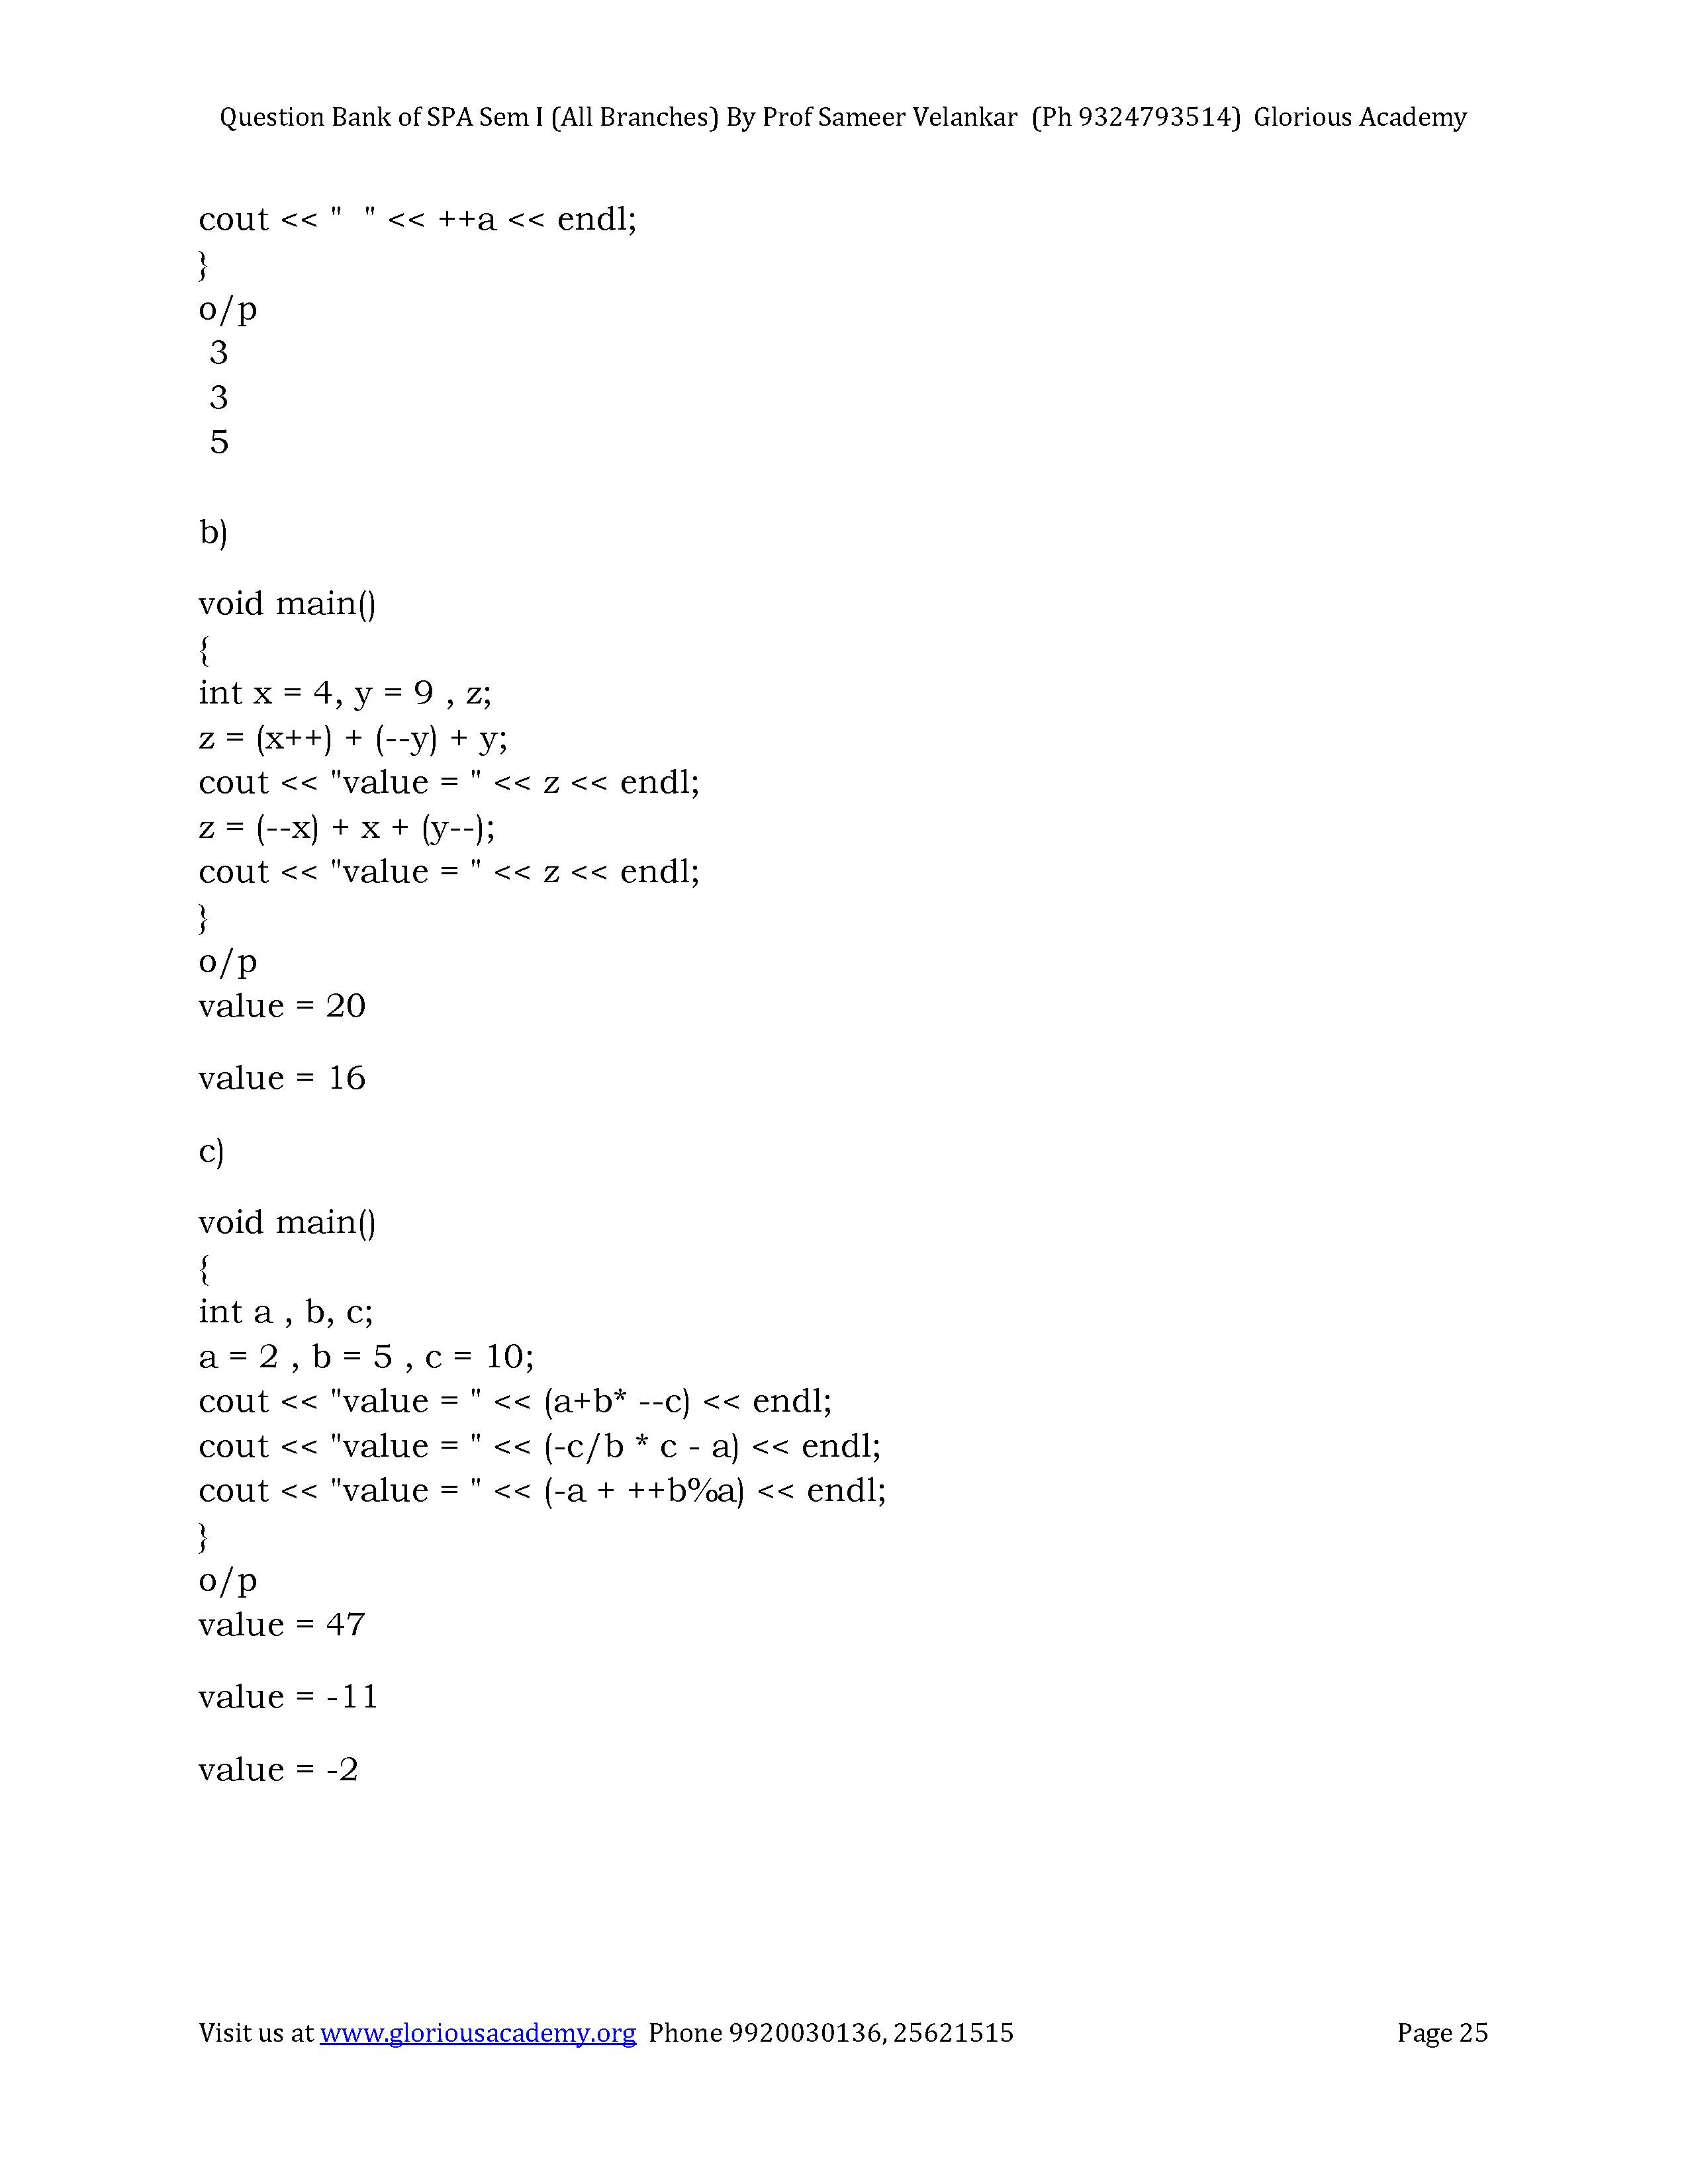 Question Bank of SPA Sem I (All Branches) By Prof Sameer Velankar  (Ph 9324793514)  Glorious Academy
cout << "  " << ++a << endl;
}
o/p
3
3
5
b)
void main()
{
int x = 4, y = 9 , z;
z = (x++) + (--y) + y;
cout << "value = " << z << endl;
z = (--x) + x + (y--);
cout << "value = " << z << endl;
}
o/p
value = 20
value = 16
c)
void main()
{
int a , b, c;
a = 2 , b = 5 , c = 10;
cout << "value = " << (a+b* --c) << endl;
cout << "value = " << (-c/b * c - a) << endl;
cout << "value = " << (-a + ++b%a) << endl;
}
o/p
value = 47
value = -11
value = -2
Visit us at www.gloriousacademy.org  Phone 9920030136, 25621515 Page 25